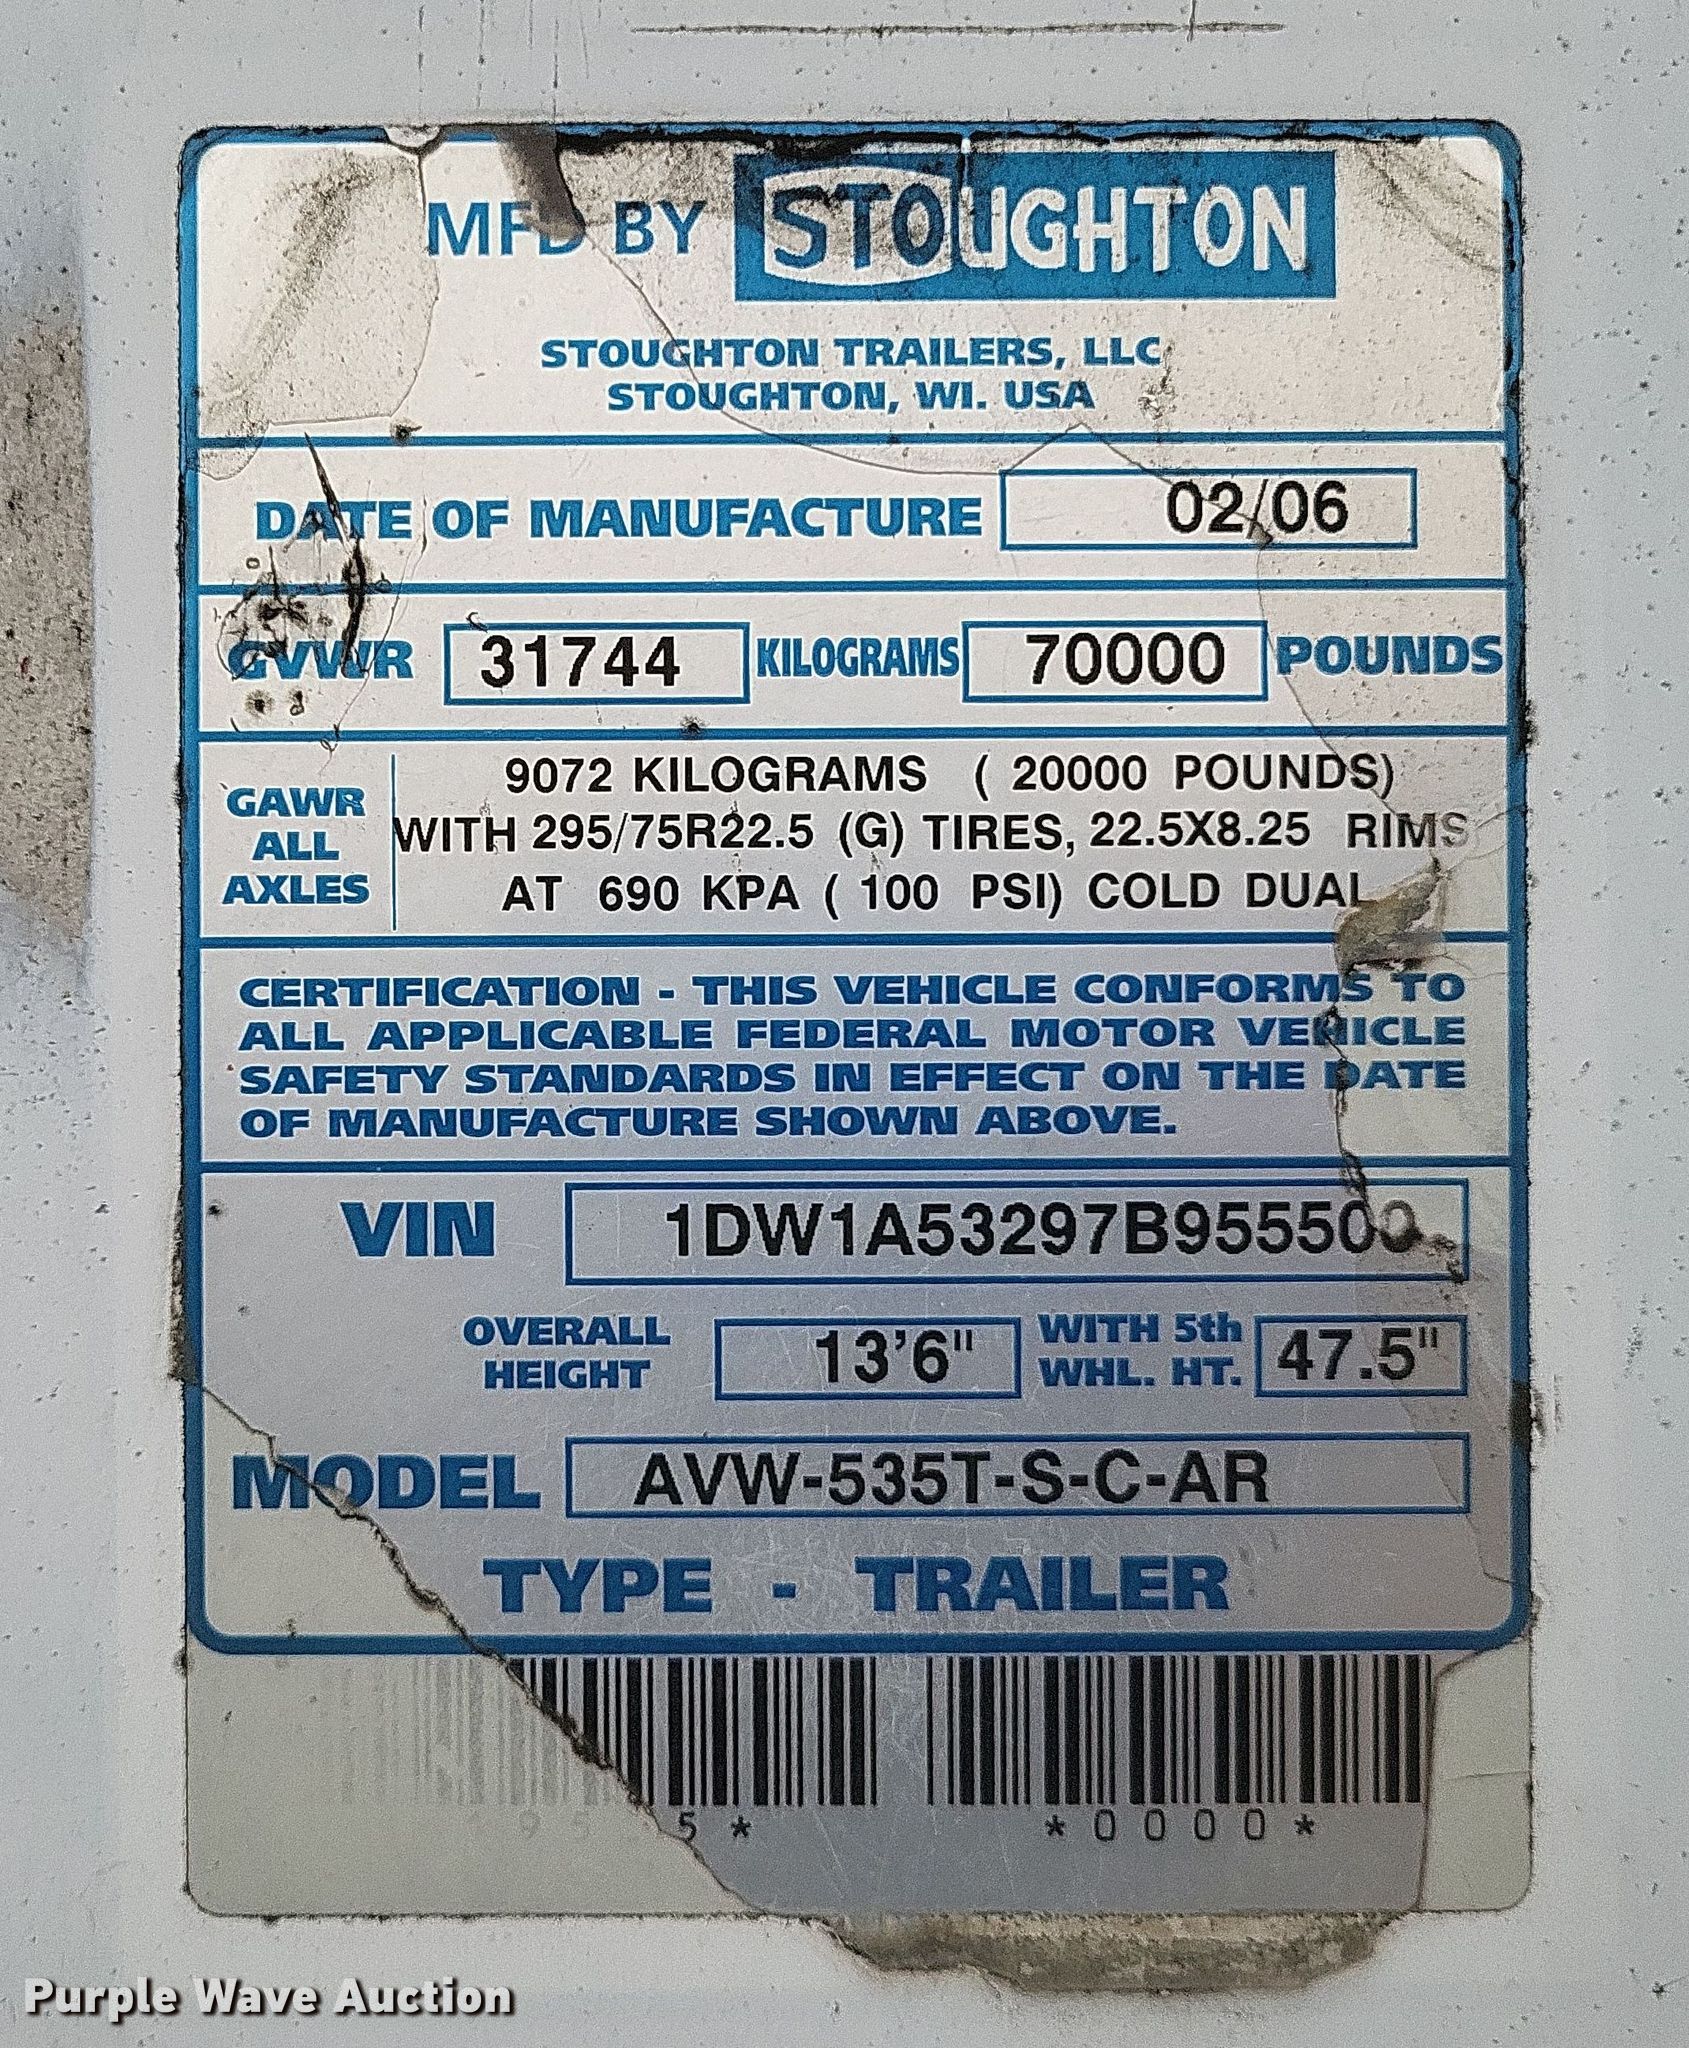 MFD BY STOUGHTON
STOUGHTON TRAILERS, LLC
STOUGHTON, WI. USA
DATE OF MANUFACTURE 02/06
GVWR 31744 KILOGRAMS 70000 POUNDS
GAWR ALL AXLES
9072 KILOGRAMS ( 20000 POUNDS)
WITH 295/75R22.5 (G) TIRES, 22.5X8.25 RIMS
AT 690 KPA ( 100 PSI) COLD DUAL
CERTIFICATION - THIS VEHICLE CONFORMS TO
ALL APPLICABLE FEDERAL MOTOR VEHICLE
SAFETY STANDARDS IN EFFECT ON THE DATE
OF MANUFACTURE SHOWN ABOVE.
VIN 1DW1A53297B955500
OVERALL HEIGHT 13'6" WITH 5th WHL. HT. 47.5"
MODEL AVW-535T-S-C-AR
TYPE - TRAILER
*0000*
Purple Wave Auction